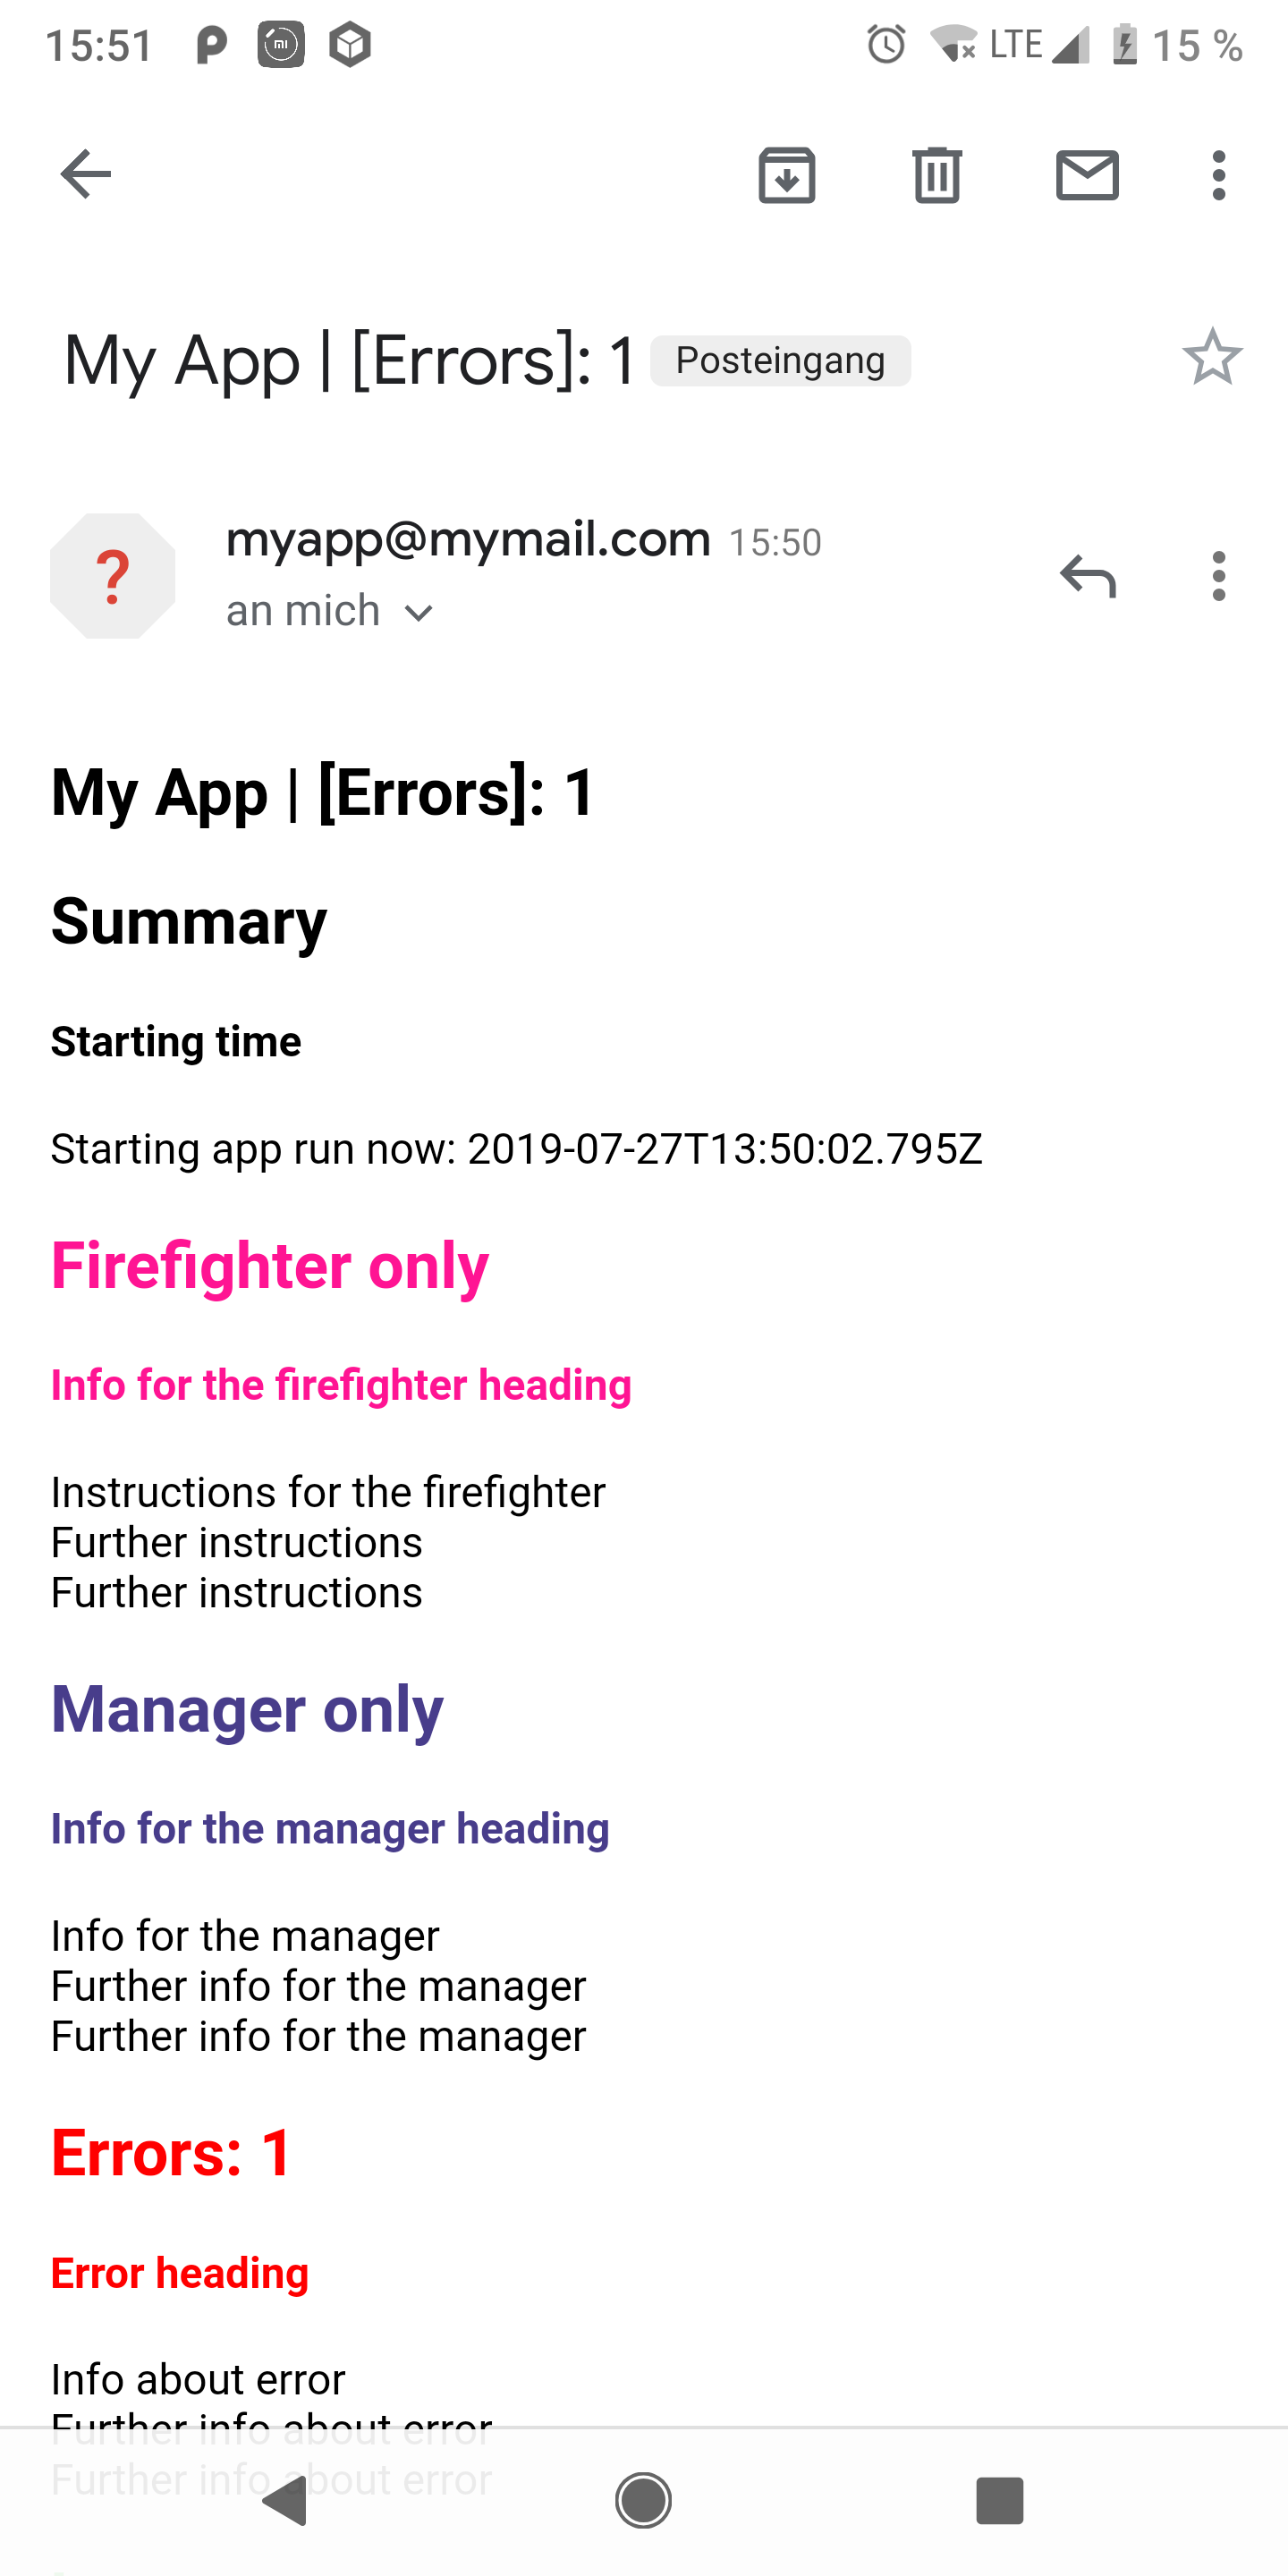 15:51
LTE 15 %
My App | [Errors]: 1 Posteingang
?
myapp@mymail.com 15:50
an mich
My App | [Errors]: 1
Summary
Starting time
Starting app run now: 2019-07-27T13:50:02.795Z
Firefighter only
Info for the firefighter heading
Instructions for the firefighter
Further instructions
Further instructions
Manager only
Info for the manager heading
Info for the manager
Further info for the manager
Further info for the manager
Errors: 1
Error heading
Info about error
Further info about error
Further info about error